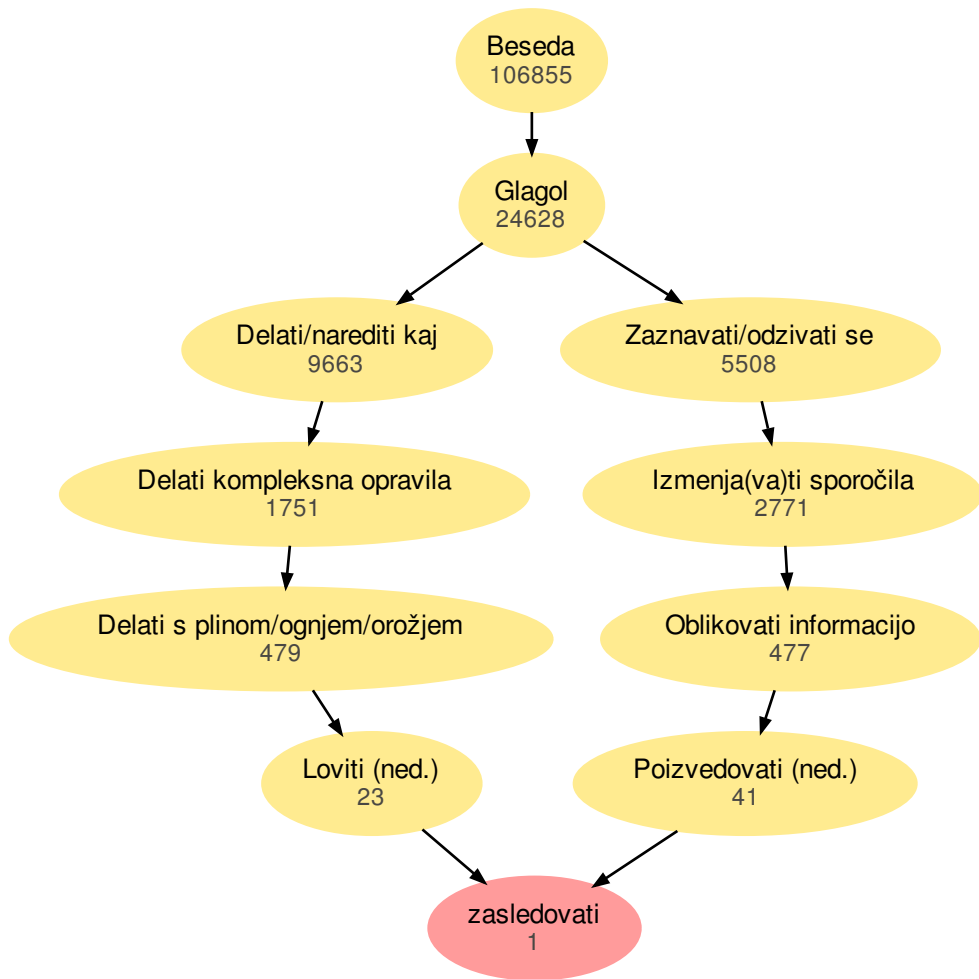 Beseda
106855
Glagol
24628
Delati/narediti kaj
9663
Zaznavati/odzivati se
5508
Delati kompleksna opravila
1751
Izmenja(va)ti sporočila
2771
Delati s plinom/ognjem/orožjem
479
Oblikovati informacijo
477
Loviti (ned.)
23
Poizvedovati (ned.)
41
zasledovati
1